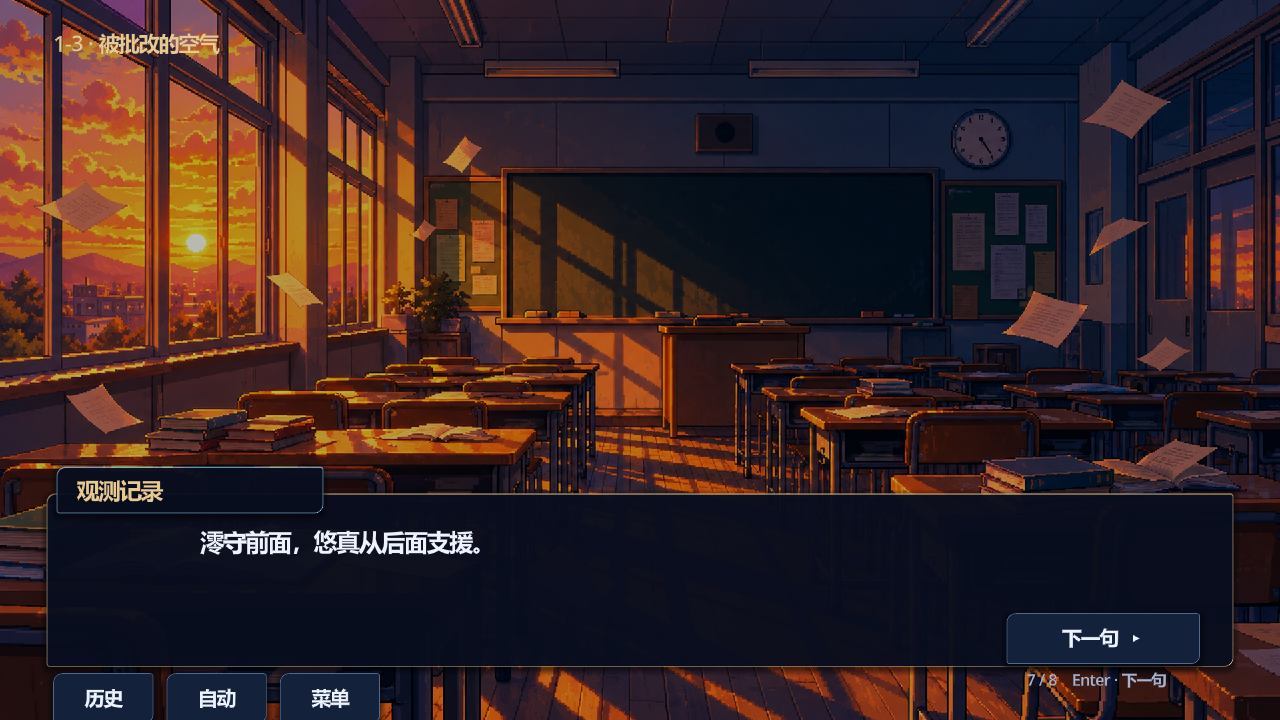 1-3 · 被批改的空气
观测记录
澪守前面，悠真从后面支援。
下一句 ▸
7 / 8 Enter · 下一句
历史
自动
菜单